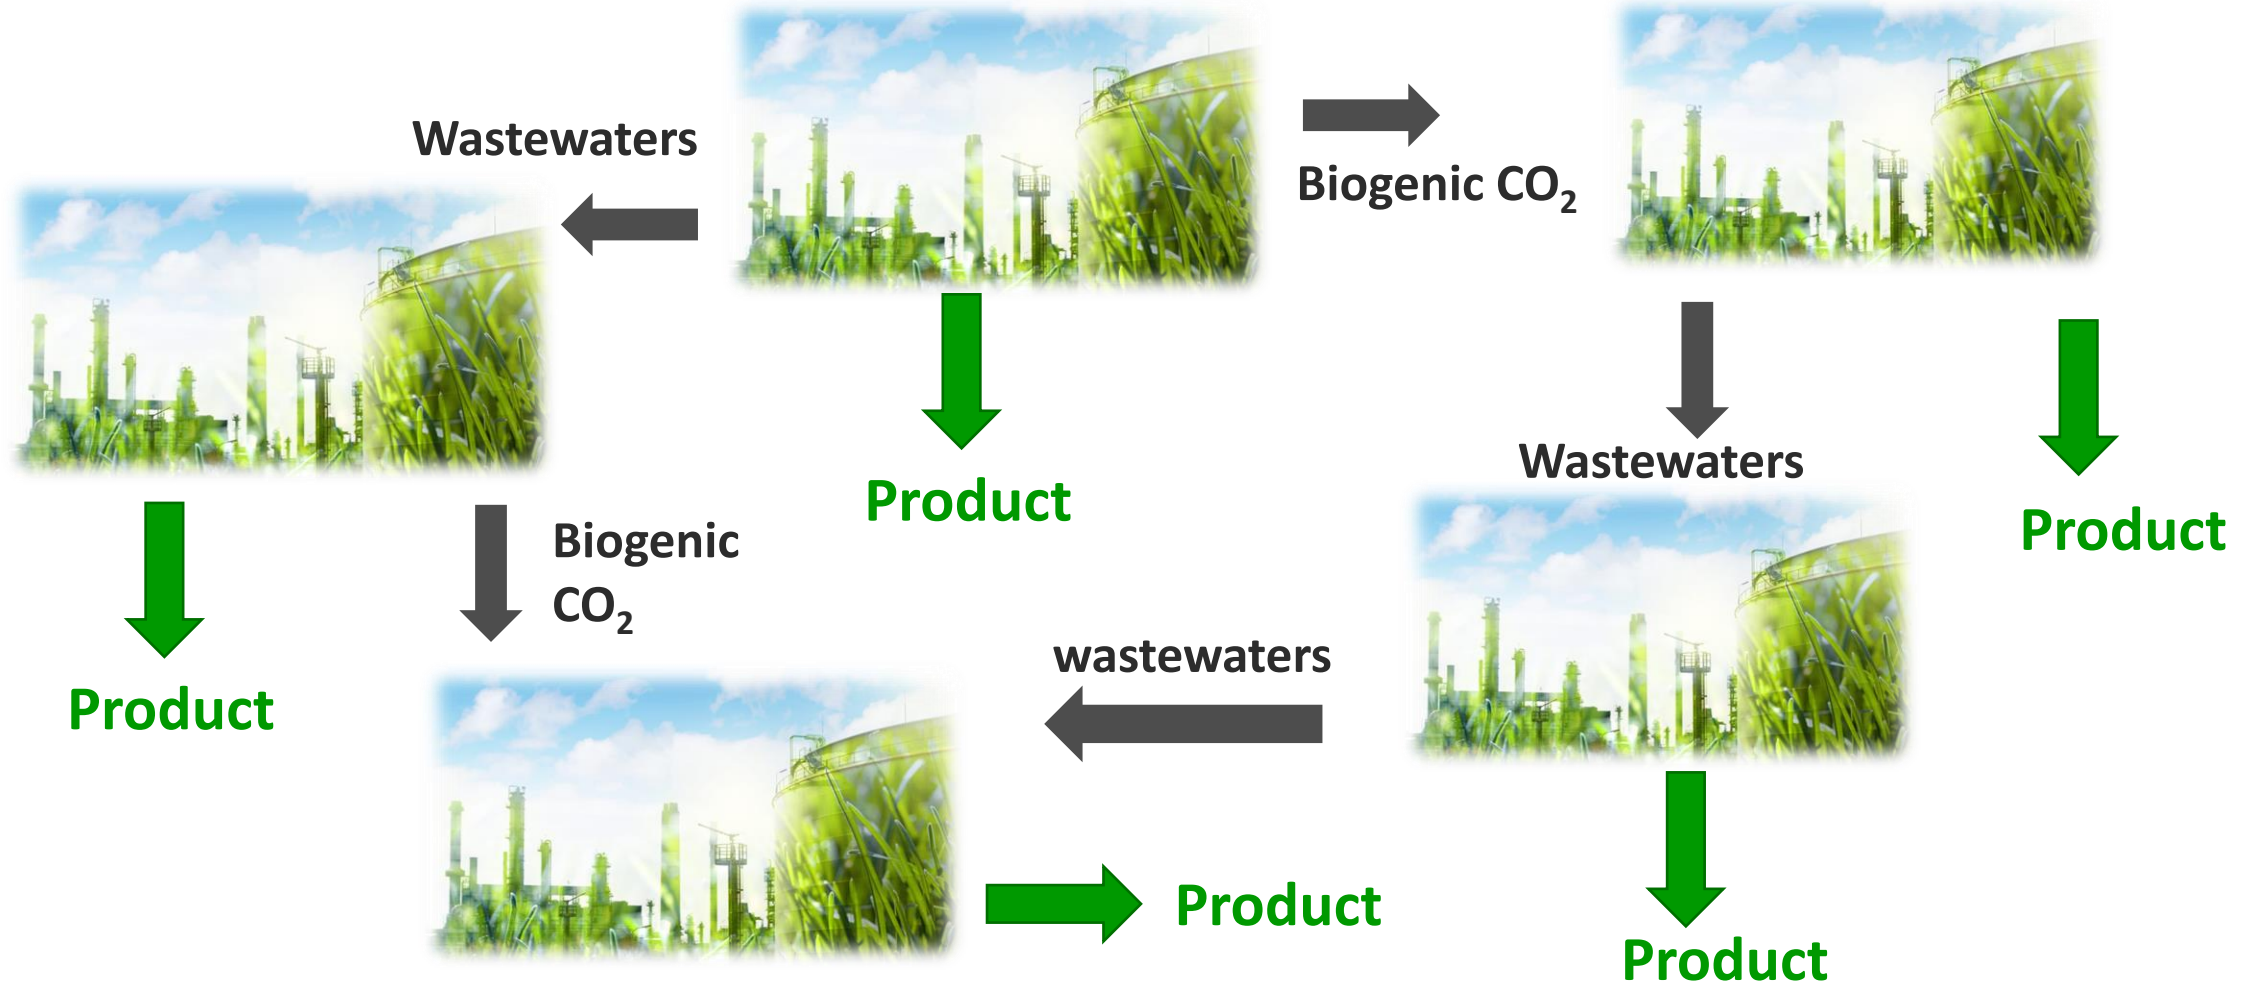 Wastewaters
Biogenic CO₂
Wastewaters
Product
Product
Biogenic
CO₂
wastewaters
Product
Product
Product